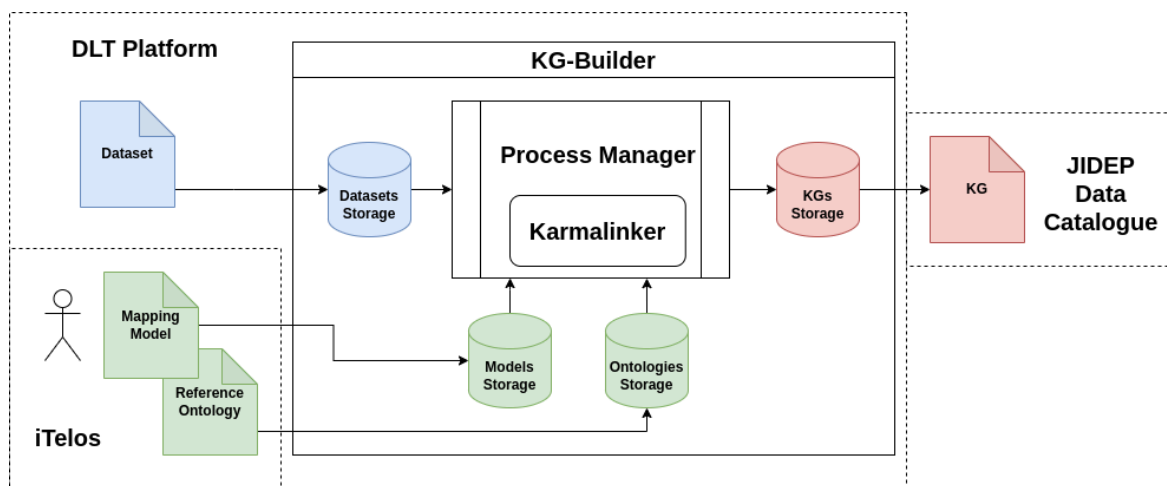 DLT Platform
KG-Builder
Dataset
Datasets
Storage
Process Manager
Karmalinker
KGs
Storage
KG
JIDEP
Data
Catalogue
Mapping
Model
Reference
Ontology
iTelos
Models
Storage
Ontologies
Storage